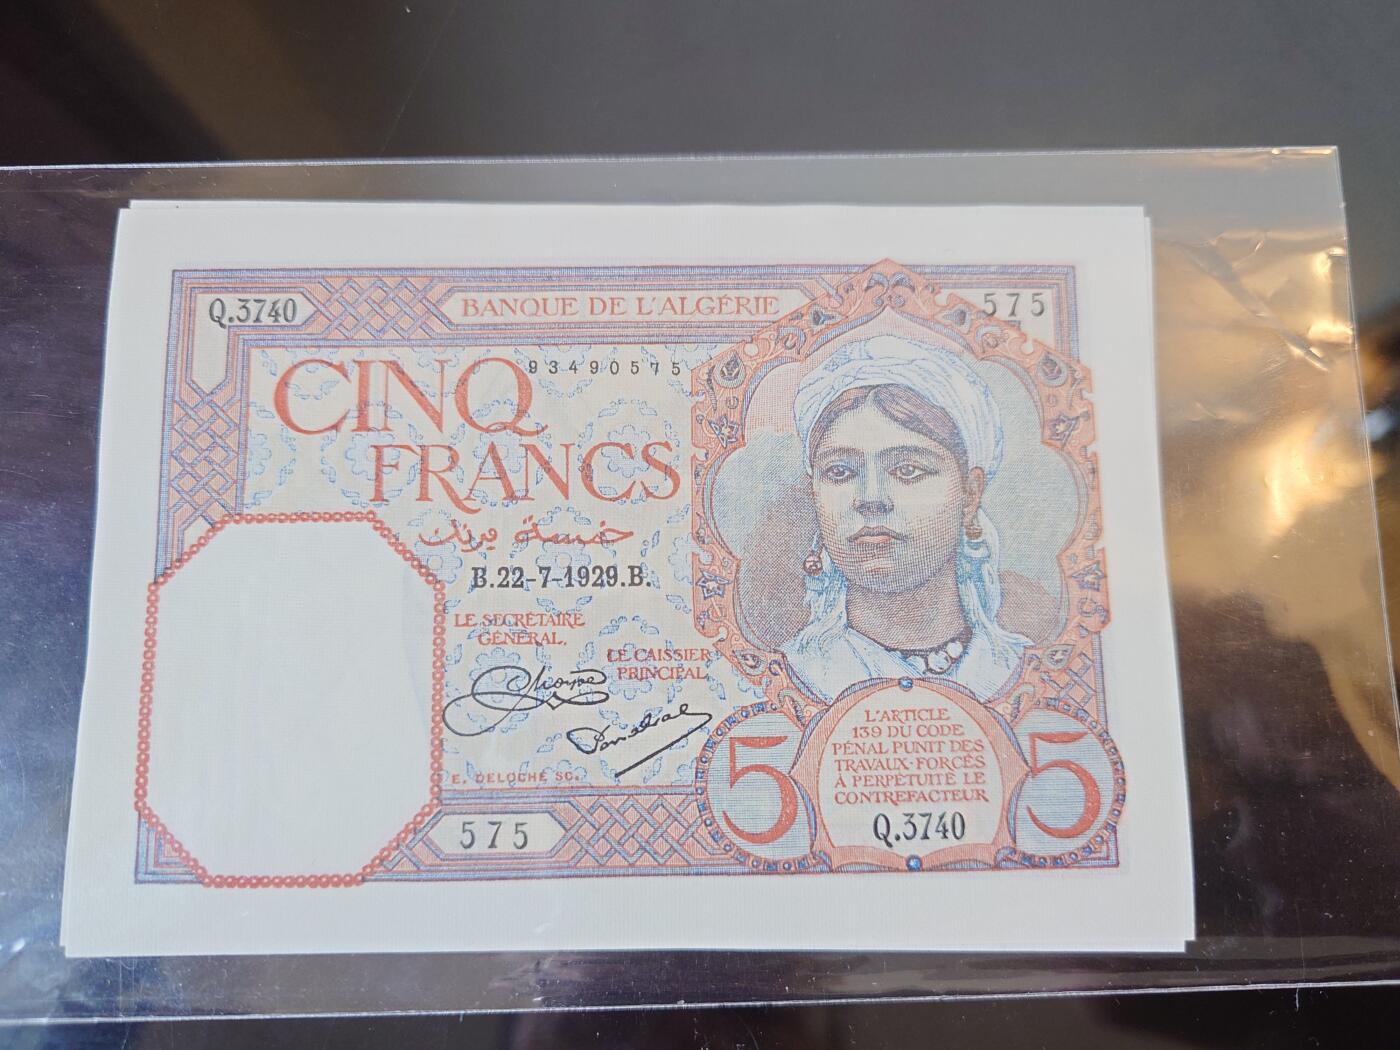 Q.3740
BANQUE DE L'ALGÉRIE
575
93490575
CINQ
FRANCS
خمسة فرنك
B.22-7-1929.B.
LE SECRÉTAIRE
GÉNÉRAL,
LE CAISSIER
PRINCIPAL,
E. DELOCHE SC.
575
5
L'ARTICLE
139 DU CODE
PÉNAL PUNIT DES
TRAVAUX-FORCÉS
À PERPÉTUITÉ LE
CONTREFACTEUR
Q.3740
5